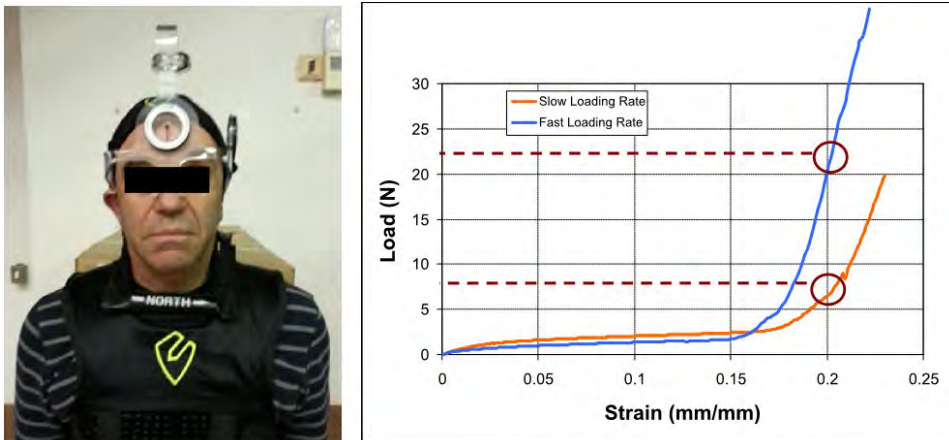 NORTH
Slow Loading Rate
Fast Loading Rate
Load (N)
30
25
20
15
10
5
0
0 0.05 0.1 0.15 0.2 0.25
Strain (mm/mm)